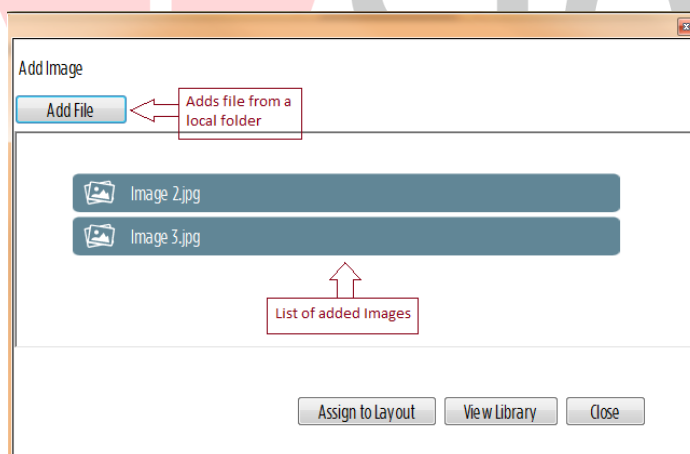 Add Image
Add File
Adds file from a
local folder
Image 2.jpg
Image 3.jpg
List of added Images
Assign to Layout
View Library
Close